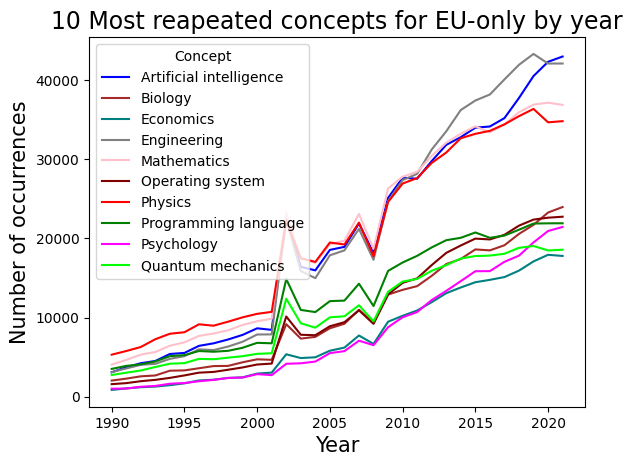 10 Most reapeated concepts for EU-only by year
Number of occurrences
40000
30000
20000
10000
0
Concept
Artificial intelligence
Biology
Economics
Engineering
Mathematics
Operating system
Physics
Programming language
Psychology
Quantum mechanics
1990 1995 2000 2005 2010 2015 2020
Year